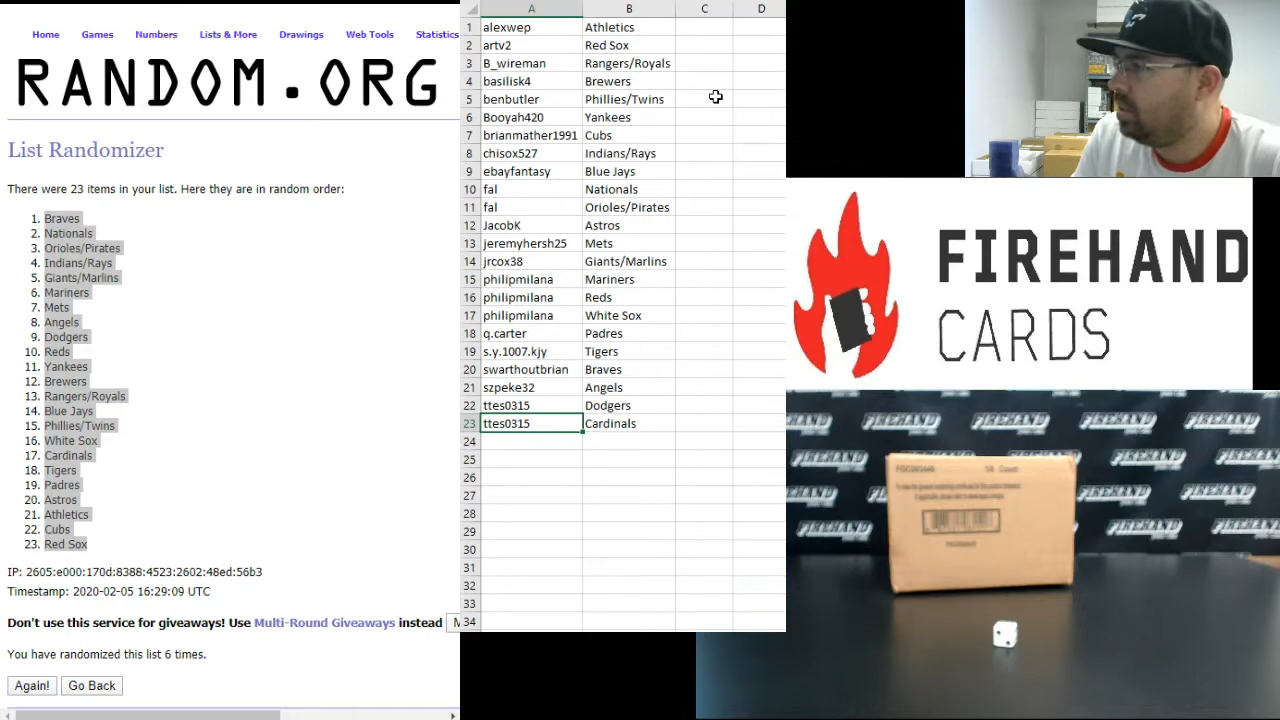 Home Games Numbers Lists & More Drawings Web Tools Statistics
RANDOM.ORG
List Randomizer
There were 23 items in your list. Here they are in random order:
1. Braves
2. Nationals
3. Orioles/Pirates
4. Indians/Rays
5. Giants/Marlins
6. Mariners
7. Mets
8. Angels
9. Dodgers
10. Reds
11. Yankees
12. Brewers
13. Rangers/Royals
14. Blue Jays
15. Phillies/Twins
16. White Sox
17. Cardinals
18. Tigers
19. Padres
20. Astros
21. Athletics
22. Cubs
23. Red Sox
IP: 2605:e000:170d:8388:4523:2602:48ed:56b3
Timestamp: 2020-02-05 16:29:09 UTC
Don't use this service for giveaways! Use Multi-Round Giveaways instead
You have randomized this list 6 times.
Again! Go Back
A B C D
1 alexwep Athletics
2 artv2 Red Sox
3 B_wireman Rangers/Royals
4 basilisk4 Brewers
5 benbutler Phillies/Twins
6 Booyah420 Yankees
7 brianmather1991 Cubs
8 chisox527 Indians/Rays
9 ebayfantasy Blue Jays
10 fal Nationals
11 fal Orioles/Pirates
12 JacobK Astros
13 jeremyhersh25 Mets
14 jrcox38 Giants/Marlins
15 philipmilana Mariners
16 philipmilana Reds
17 philipmilana White Sox
18 q.carter Padres
19 s.y.1007.kjy Tigers
20 swarthoutbrian Braves
21 szpeke32 Angels
22 ttes0315 Dodgers
23 ttes0315 Cardinals
24
25
26
27
28
29
30
31
32
33
34
FIREHAND
CARDS
FIREHAND